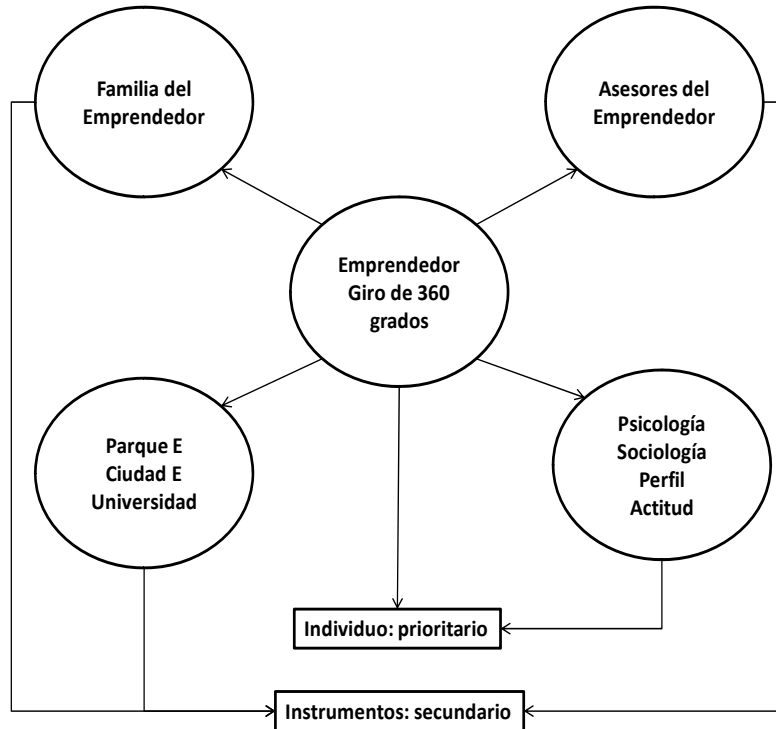 Familia del
Emprendedor
Asesores del
Emprendedor
Emprendedor
Giro de 360
grados
Parque E
Ciudad E
Universidad
Psicología
Sociología
Perfil
Actitud
Individuo: prioritario
Instrumentos: secundario